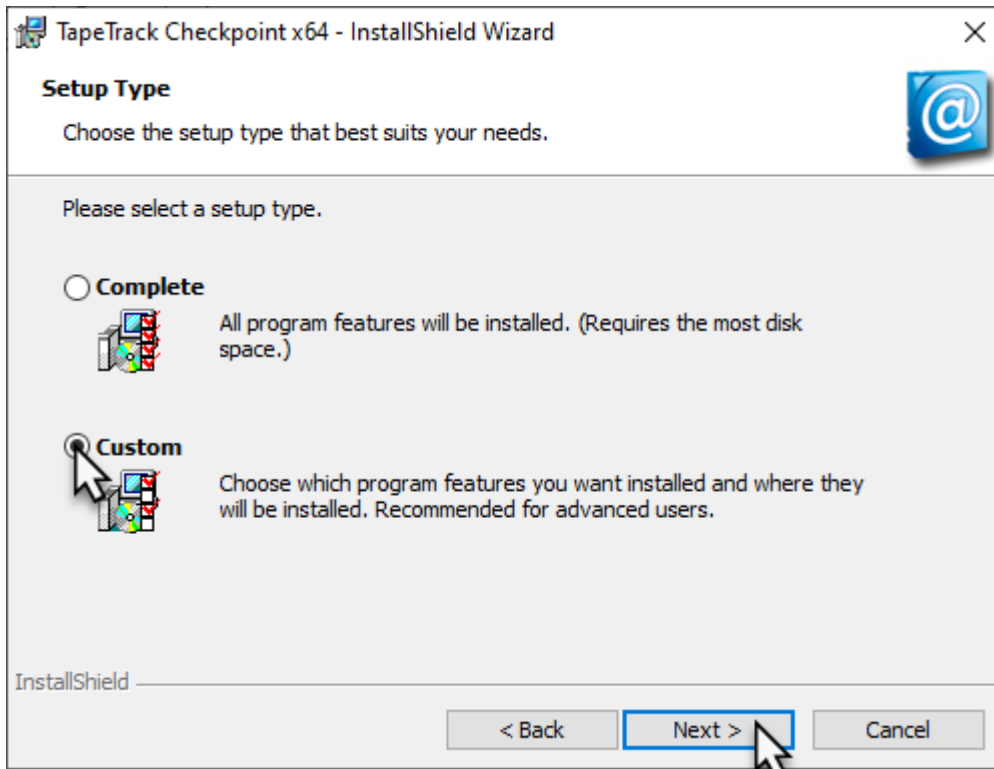 TapeTrack Checkpoint x64 - InstallShield Wizard
Setup Type
Choose the setup type that best suits your needs.
Please select a setup type.
Complete
All program features will be installed. (Requires the most disk
space.)
Custom
Choose which program features you want installed and where they
will be installed. Recommended for advanced users.
InstallShield
< Back
Next >
Cancel